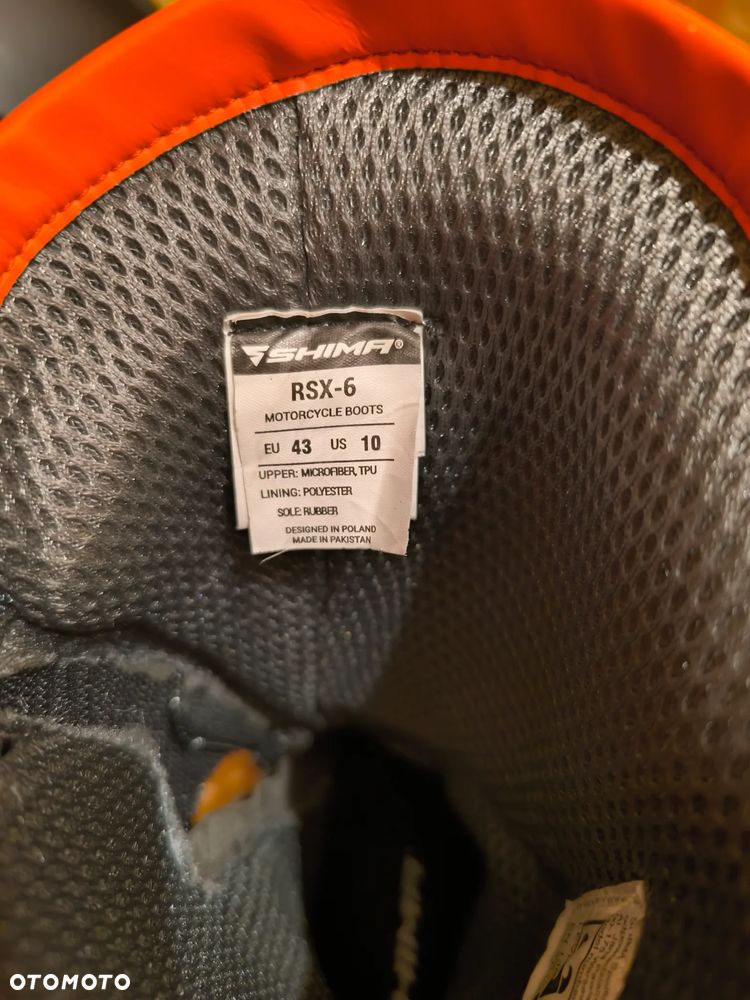 SHIMA®
RSX-6
MOTORCYCLE BOOTS
EU 43 US 10
UPPER: MICROFIBER, TPU
LINING: POLYESTER
SOLE: RUBBER
DESIGNED IN POLAND
MADE IN PAKISTAN
OTOMOTO